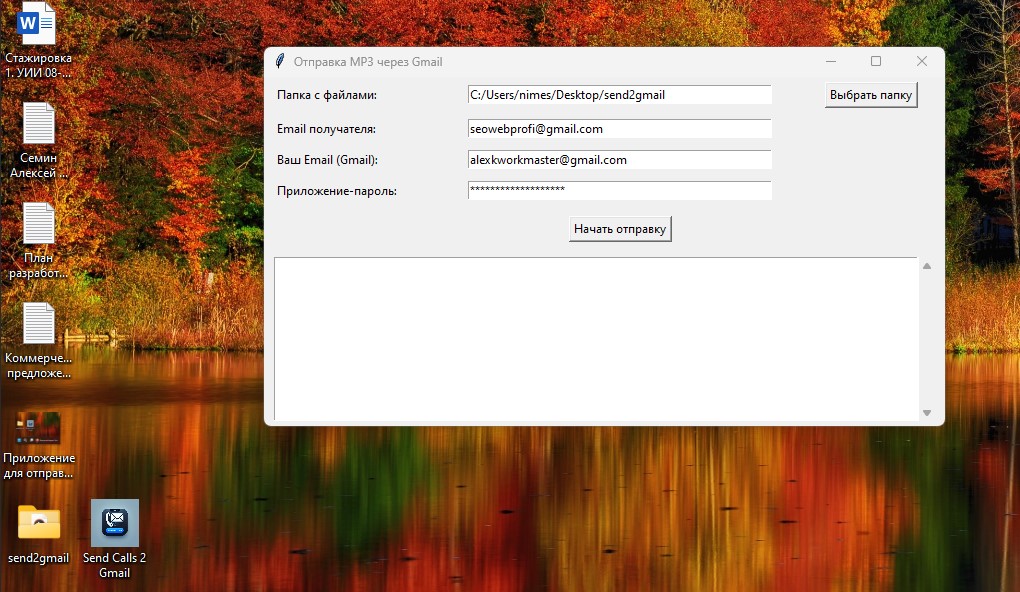 Стажировка
1. УИИ 08-...
Семин
Алексей ...
План
разработ...
Коммерче...
предложе...
Приложение
для отправ...
send2gmail
Send Calls 2
Gmail
Отправка MP3 через Gmail
Папка с файлами:
C:/Users/nimes/Desktop/send2gmail
Выбрать папку
Email получателя:
seowebprofi@gmail.com
Ваш Email (Gmail):
alexkworkmaster@gmail.com
Приложение-пароль:
*******************
Начать отправку